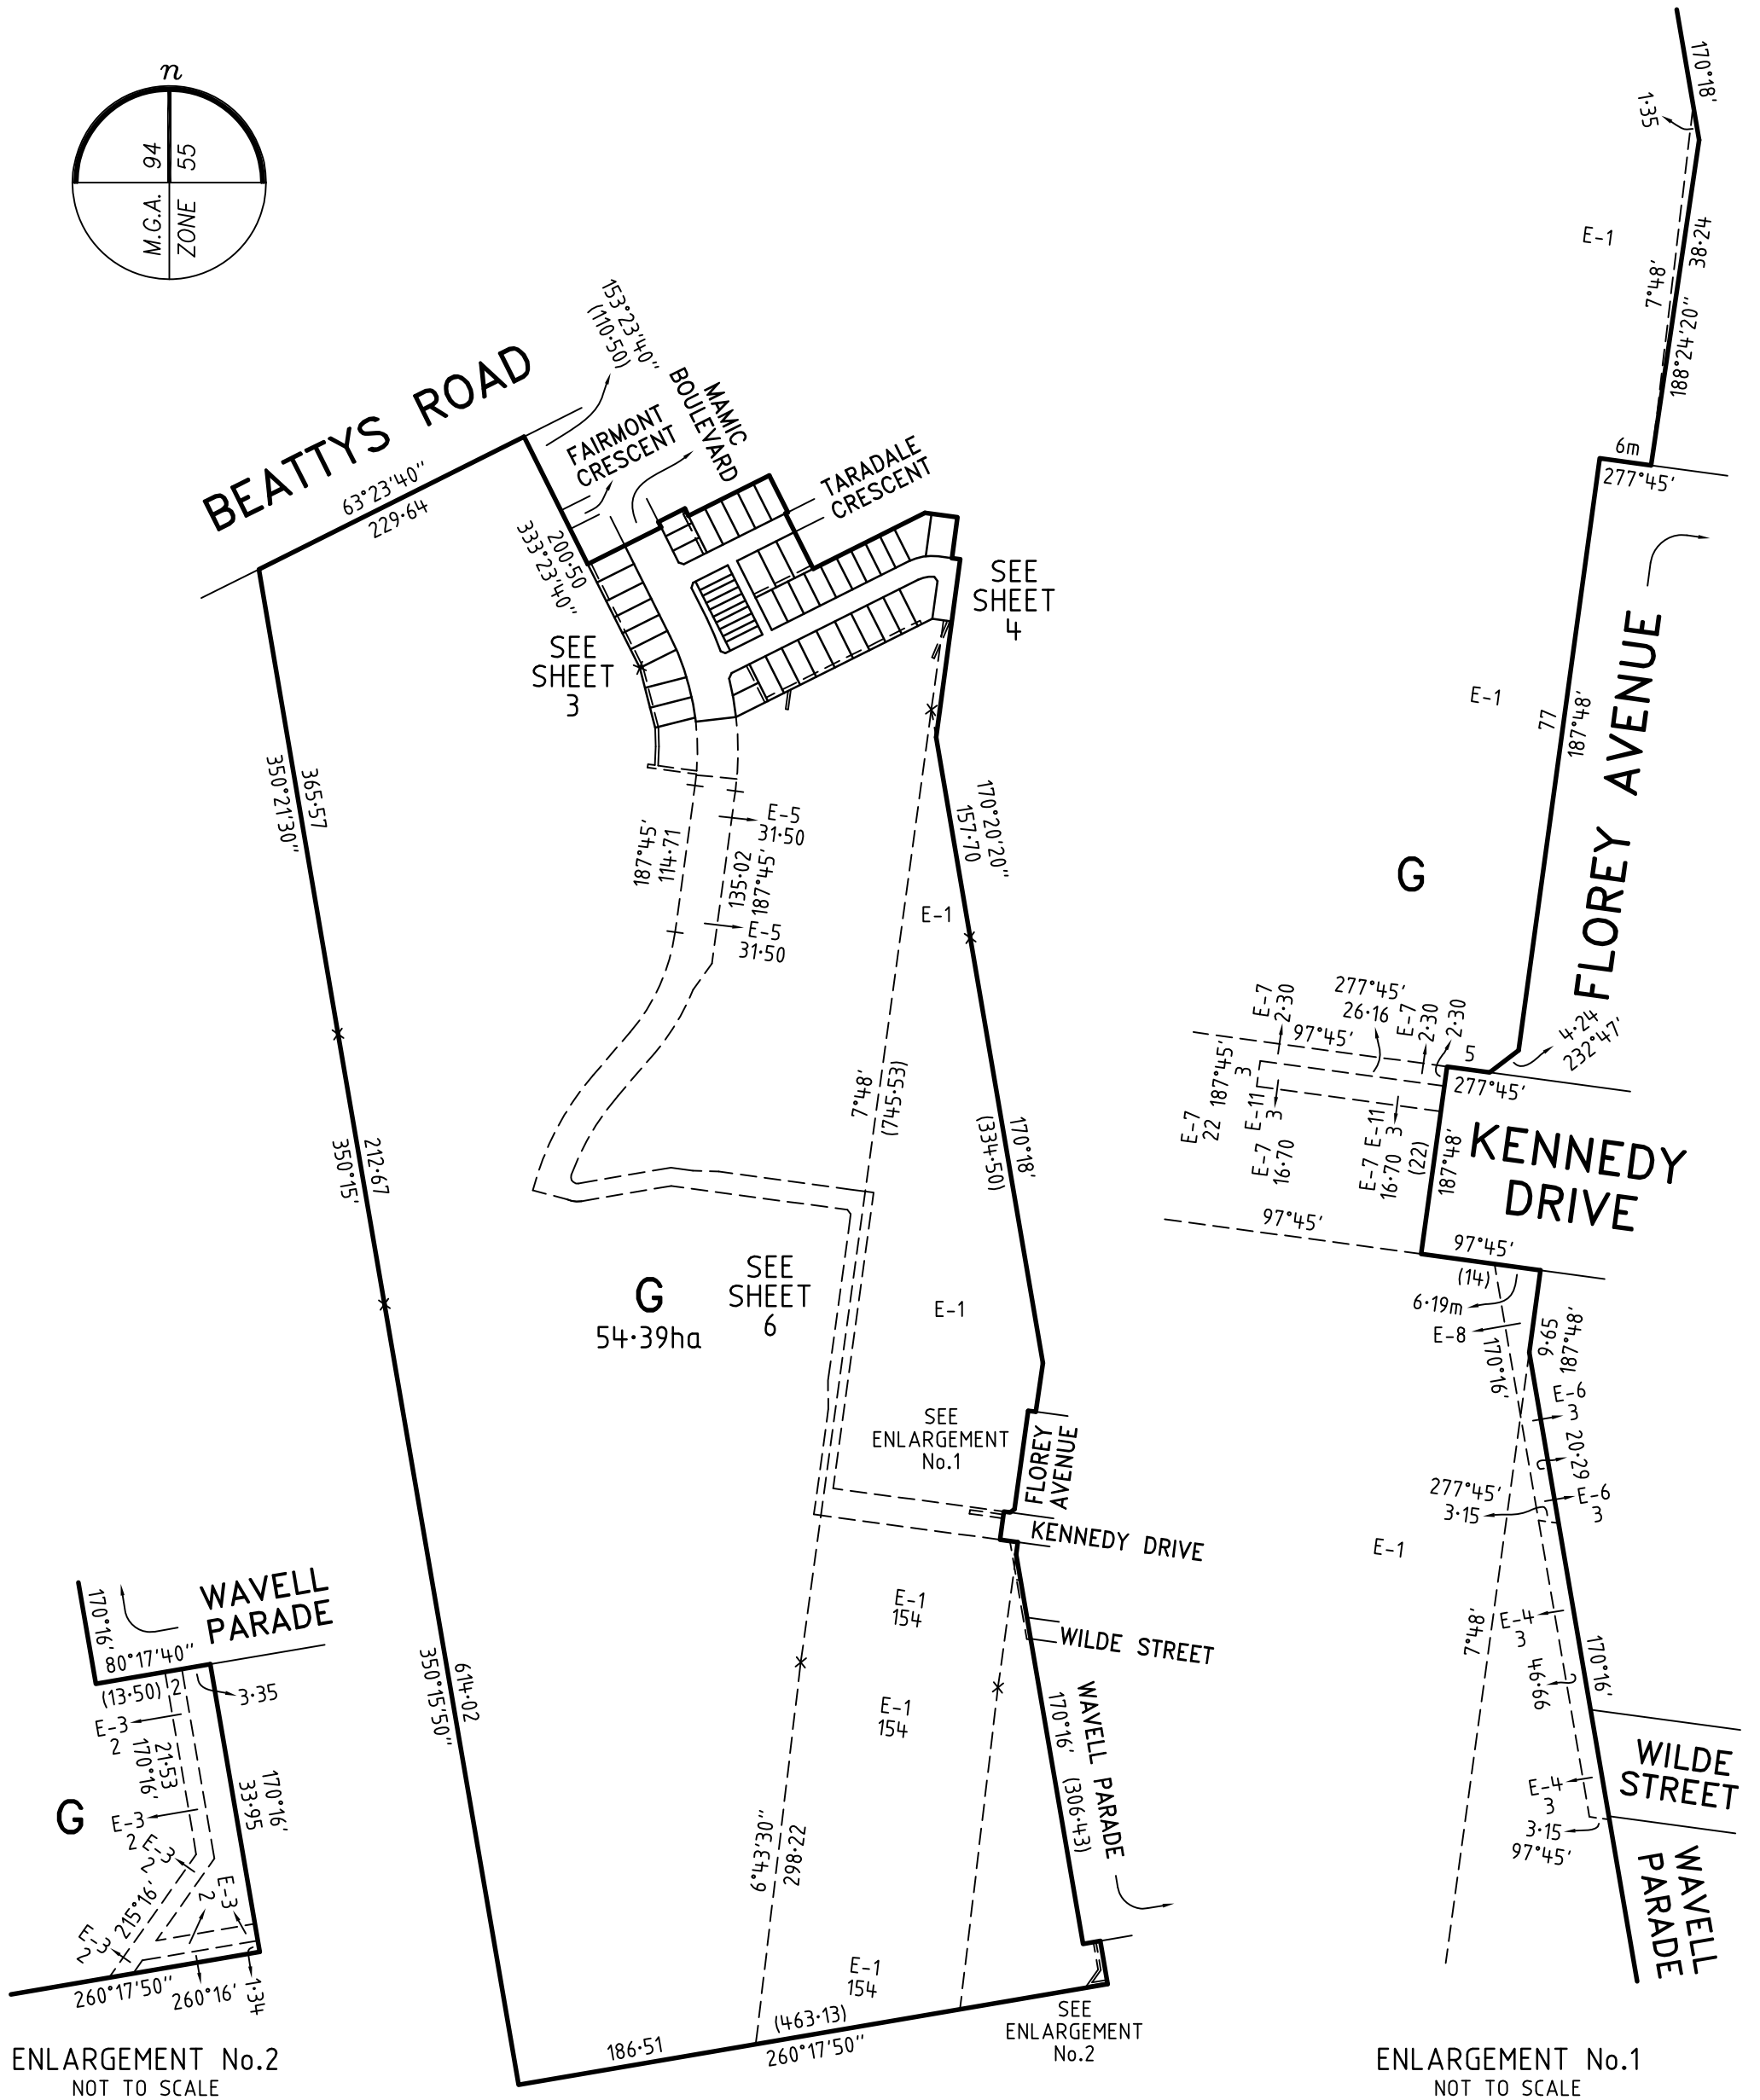 n
94
55
M.G.A.
ZONE
BEATTYS ROAD
63°23'40"
229·64
153°23'40"
(110·50)
FAIRMONT
CRESCENT
MAMIC
BOULEVARD
TARADALE
CRESCENT
200·50
333°23'40"
SEE
SHEET
3
SEE
SHEET
4
365·57
350°21'30"
187°45'
114·71
E-5
31·50
135·02
187°45'
E-5
31·50
170°20'20"
157·70
E-1
7°48'
(745·53)
170°18'
(334·50)
212·67
350°15'
G
54·39ha
SEE
SHEET
6
E-1
SEE
ENLARGEMENT
No.1
FLOREY
AVENUE
KENNEDY DRIVE
E-1
154
WILDE STREET
E-1
154
614·02
350°15'50"
WAVELL PARADE
170°16' (306·43)
6°43'30"
298·22
E-1
154
186·51
(463·13)
260°17'50"
SEE
ENLARGEMENT
No.2
170°16'
WAVELL
PARADE
80°17'40"
(13·50)
2
3·35
E-3
2
21·53
170°16'
G
E-3
2
170°16'
33·95
E-3
2
215°16'
2
E-3
E-3
2
260°17'50"
260°16'
1·34
ENLARGEMENT No.2
NOT TO SCALE
170°18'
1·35
E-1
38·24
7°48'
188°24'20"
6m
277°45'
E-1
77
187°48'
FLOREY AVENUE
G
E-7
2·30
277°45'
26·16
E-7
2·30
2·30
97°45'
5
4·24
232°47'
277°45'
E-7
22
187°45'
3
E-11
3
E-7
16·70
E-11
3
E-7
16·70
(22)
187°48'
KENNEDY
DRIVE
97°45'
97°45'
(14)
6·19m
E-8
170°16'
9·65
187°48'
E-6
3
20·29
277°45'
3·15
E-6
3
E-1
7°48'
E-4
3
46·66
170°16'
WILDE
STREET
E-4
3
3·15
97°45'
WAVELL
PARADE
ENLARGEMENT No.1
NOT TO SCALE